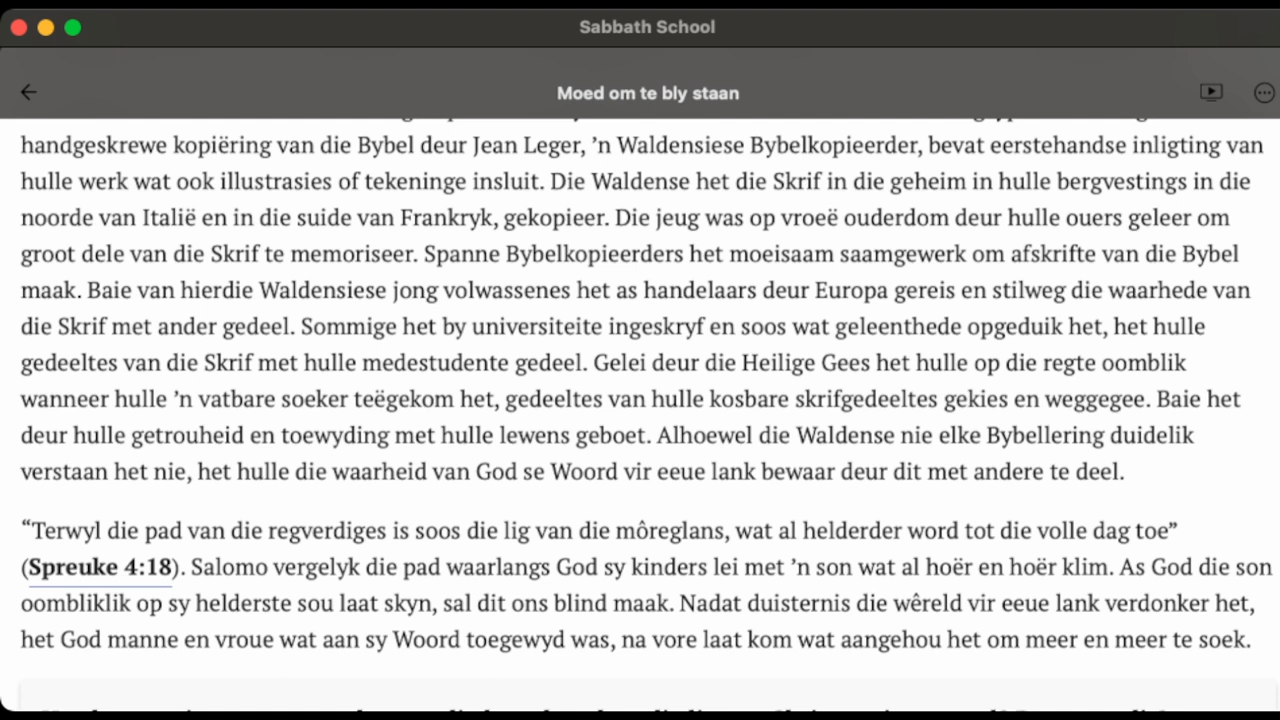 Sabbath School
Moed om te bly staan
handgeskrewe kopiëring van die Bybel deur Jean Leger, ’n Waldensiese Bybelkopieerder, bevat eerstehandse inligting van
hulle werk wat ook illustrasies of tekeninge insluit. Die Waldense het die Skrif in die geheim in hulle bergvestings in die
noorde van Italië en in die suide van Frankryk, gekopieer. Die jeug was op vroeë ouderdom deur hulle ouers geleer om
groot dele van die Skrif te memoriseer. Spanne Bybelkopieerders het moeisaam saamgewerk om afskrifte van die Bybel
maak. Baie van hierdie Waldensiese jong volwassenes het as handelaars deur Europa gereis en stilweg die waarhede van
die Skrif met ander gedeel. Sommige het by universiteite ingeskryf en soos wat geleenthede opgeduik het, het hulle
gedeeltes van die Skrif met hulle medestudente gedeel. Gelei deur die Heilige Gees het hulle op die regte oomblik
wanneer hulle ’n vatbare soeker teëgekom het, gedeeltes van hulle kosbare skrifgedeeltes gekies en weggegee. Baie het
deur hulle getrouheid en toewyding met hulle lewens geboet. Alhoewel die Waldense nie elke Bybellering duidelik
verstaan het nie, het hulle die waarheid van God se Woord vir eeue lank bewaar deur dit met andere te deel.
“Terwyl die pad van die regverdiges is soos die lig van die môreglans, wat al helderder word tot die volle dag toe”
(Spreuke 4:18). Salomo vergelyk die pad waarlangs God sy kinders lei met ’n son wat al hoër en hoër klim. As God die son
oombliklik op sy helderste sou laat skyn, sal dit ons blind maak. Nadat duisternis die wêreld vir eeue lank verdonker het,
het God manne en vroue wat aan sy Woord toegewyd was, na vore laat kom wat aangehou het om meer en meer te soek.